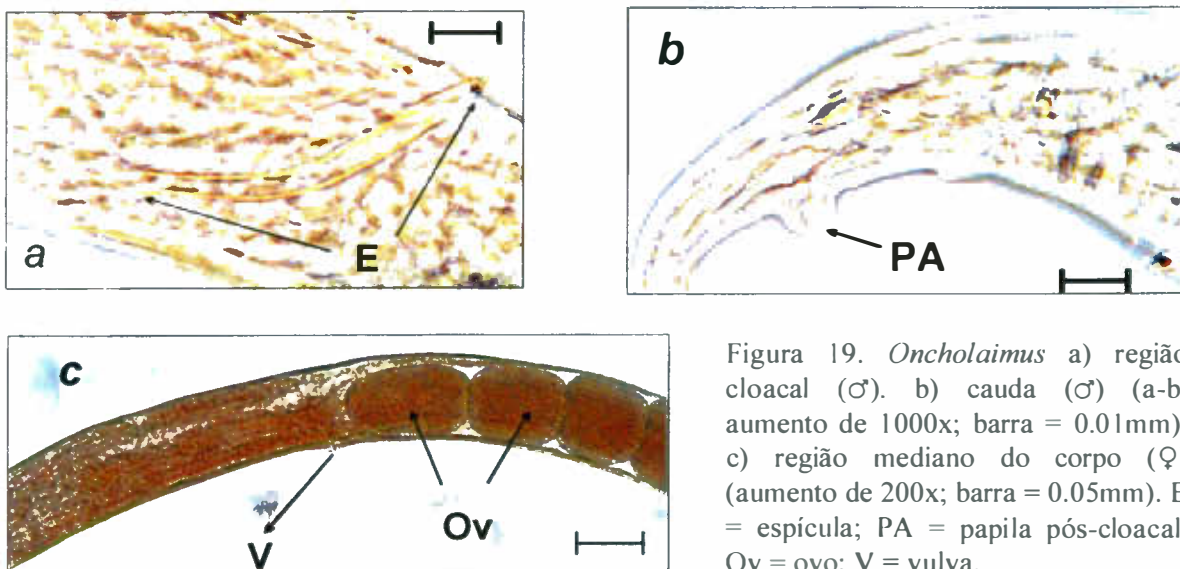 a
E
b
PA
c
V
Ov
Figura 19. Oncholaimus a) região
cloacal (♂). b) cauda (♂) (a-b
aumento de 1000x; barra = 0.01mm)
c) região mediano do corpo (♀
(aumento de 200x; barra = 0.05mm). E
= espícula; PA = papila pós-cloacal
Ov = ovo; V = vulva.